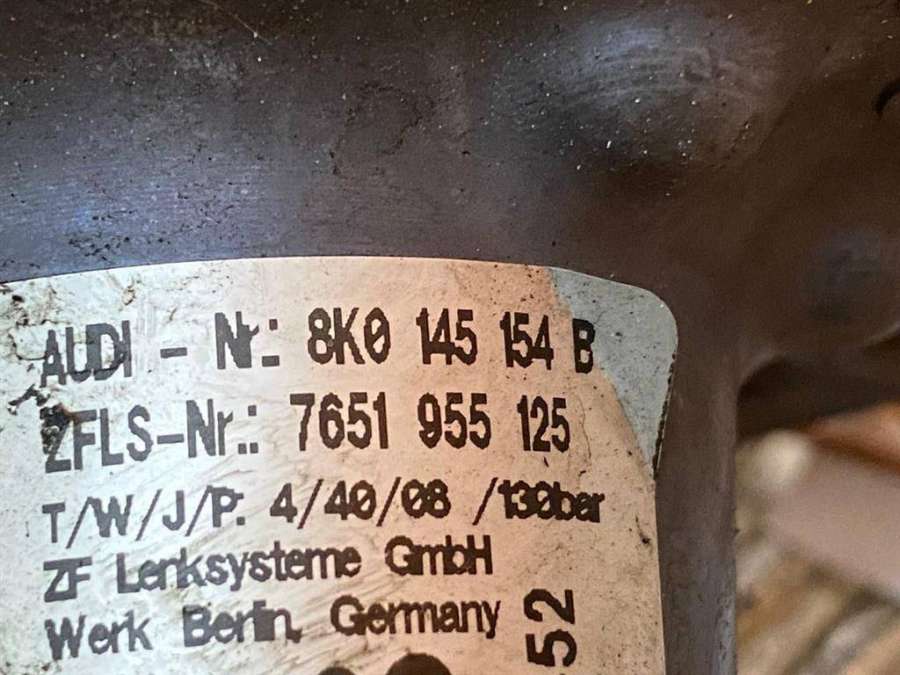 AUDI - Nr.: 8K0 145 154 B
ZFLS-Nr.: 7651 955 125
T/W/J/P: 4/40/08 /130bar
ZF Lenksysteme GmbH
Werk Berlin, Germany
52